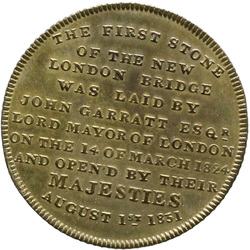 THE FIRST STONE
OF THE NEW
LONDON BRIDGE
WAS LAID BY
JOHN GARRATT ESQR
LORD MAYOR OF LONDON
ON THE 14 OF MARCH 1824
AND OPEN'D BY THEIR
MAJESTIES
AUGUST 1ST 1831